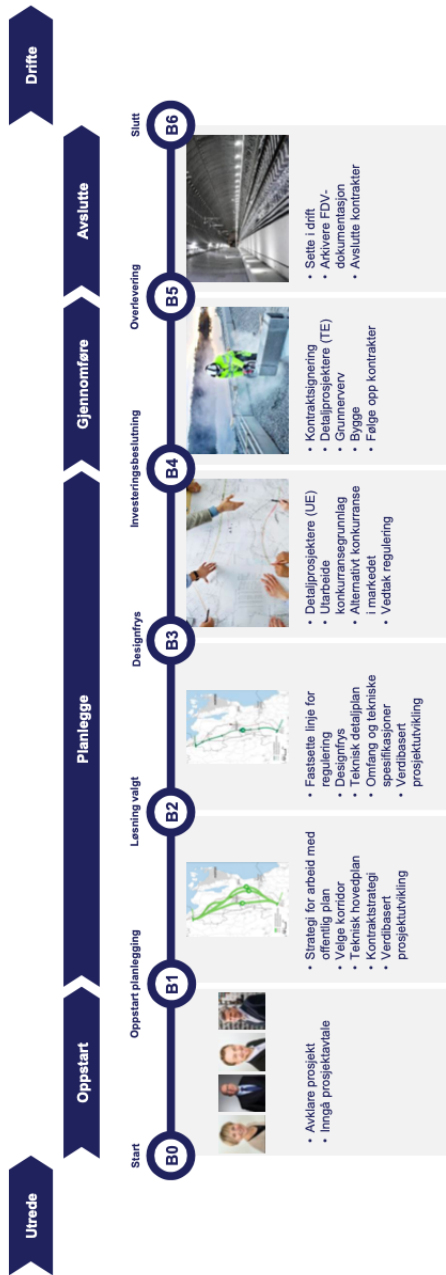 Utrede
Drifte
Oppstart
Planlegge
Gjennomføre
Avslutte
Start
Oppstart planlegging
Løsning valgt
Designfrys
Investeringsbeslutning
Overlevering
Slutt
B0
B1
B2
B3
B4
B5
B6
• Avklare prosjekt
• Inngå prosjektavtale
• Strategi for arbeid med
offentlig plan
• Velge korridor
• Teknisk hovedplan
• Kontraktstrategi
• Verdibasert
prosjektutvikling
• Fastsette linje for
regulering
• Designfrys
• Teknisk detaljplan
• Omfang og tekniske
spesifikasjoner
• Verdibasert
prosjektutvikling
• Detaljprosjektere (UE)
• Utarbeide
konkurransegrunnlag
• Alternativt konkurranse
i markedet
• Vedtak regulering
• Kontraktsignering
• Detaljprosjektere (TE)
• Grunnerverv
• Bygge
• Følge opp kontrakter
• Sette i drift
• Arkivere FDV-
dokumentasjon
• Avslutte kontrakter